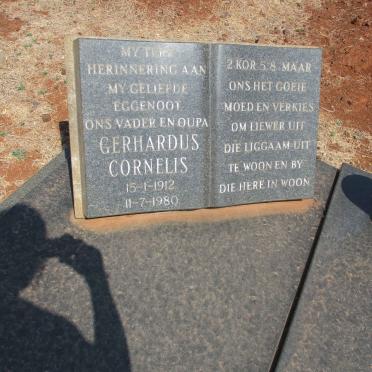 MY TERE
HERINNERING AAN
MY GELIEFDE
EGGENOOT
ONS VADER EN OUPA
GERHARDUS
CORNELIS
15-1-1912
11-7-1980
2 KOR 5:8 MAAR
ONS HET GOEIE
MOED EN VERKIES
OM LIEWER UIT
DIE LIGGAAM UIT
TE WOON EN BY
DIE HERE IN WOON